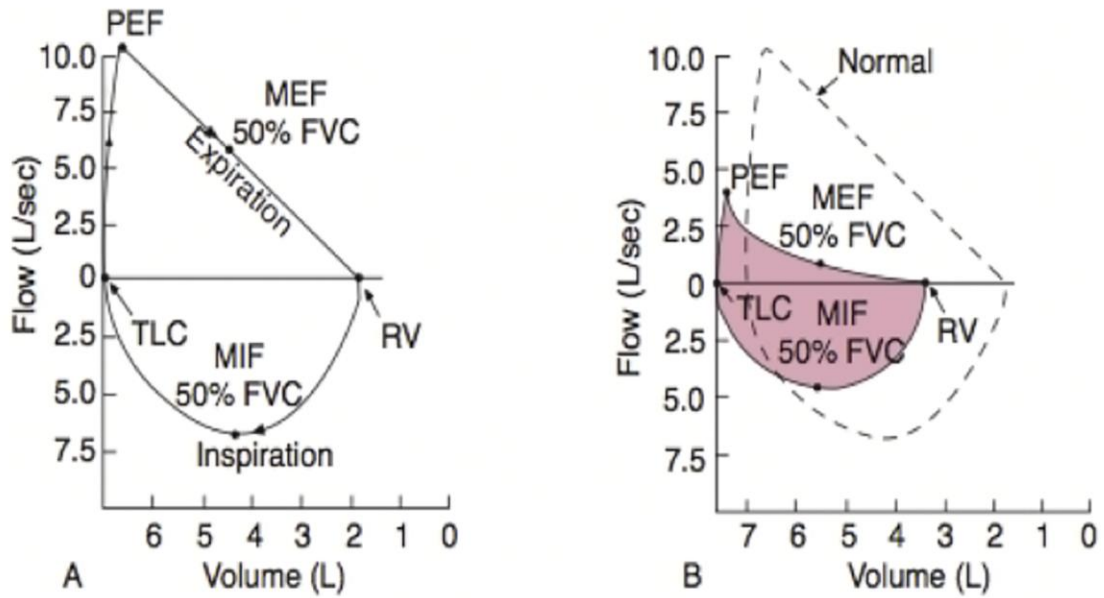 PEF
10.0
7.5
5.0
2.5
0
2.5
5.0
7.5
Flow (L/sec)
MEF
50% FVC
Expiration
TLC
RV
MIF
50% FVC
Inspiration
6 5 4 3 2 1 0
A
Volume (L)
10.0
7.5
5.0
2.5
0
2.5
5.0
7.5
Flow (L/sec)
Normal
PEF
MEF
50% FVC
TLC
MIF
50% FVC
RV
7 6 5 4 3 2 1 0
B
Volume (L)